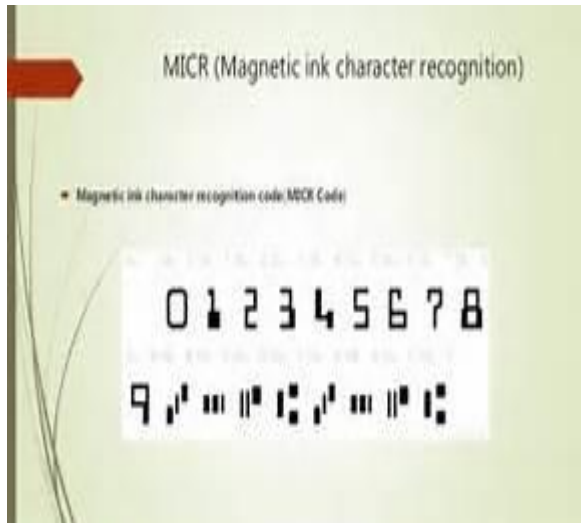 MICR (Magnetic ink character recognition)
Magnetic ink character recognition code(MICR Code)
0 1 2 3 4 5 6 7 8
9 ⑇ ⑉ ⑈ ⑆ ⑇ ⑉ ⑈ ⑆